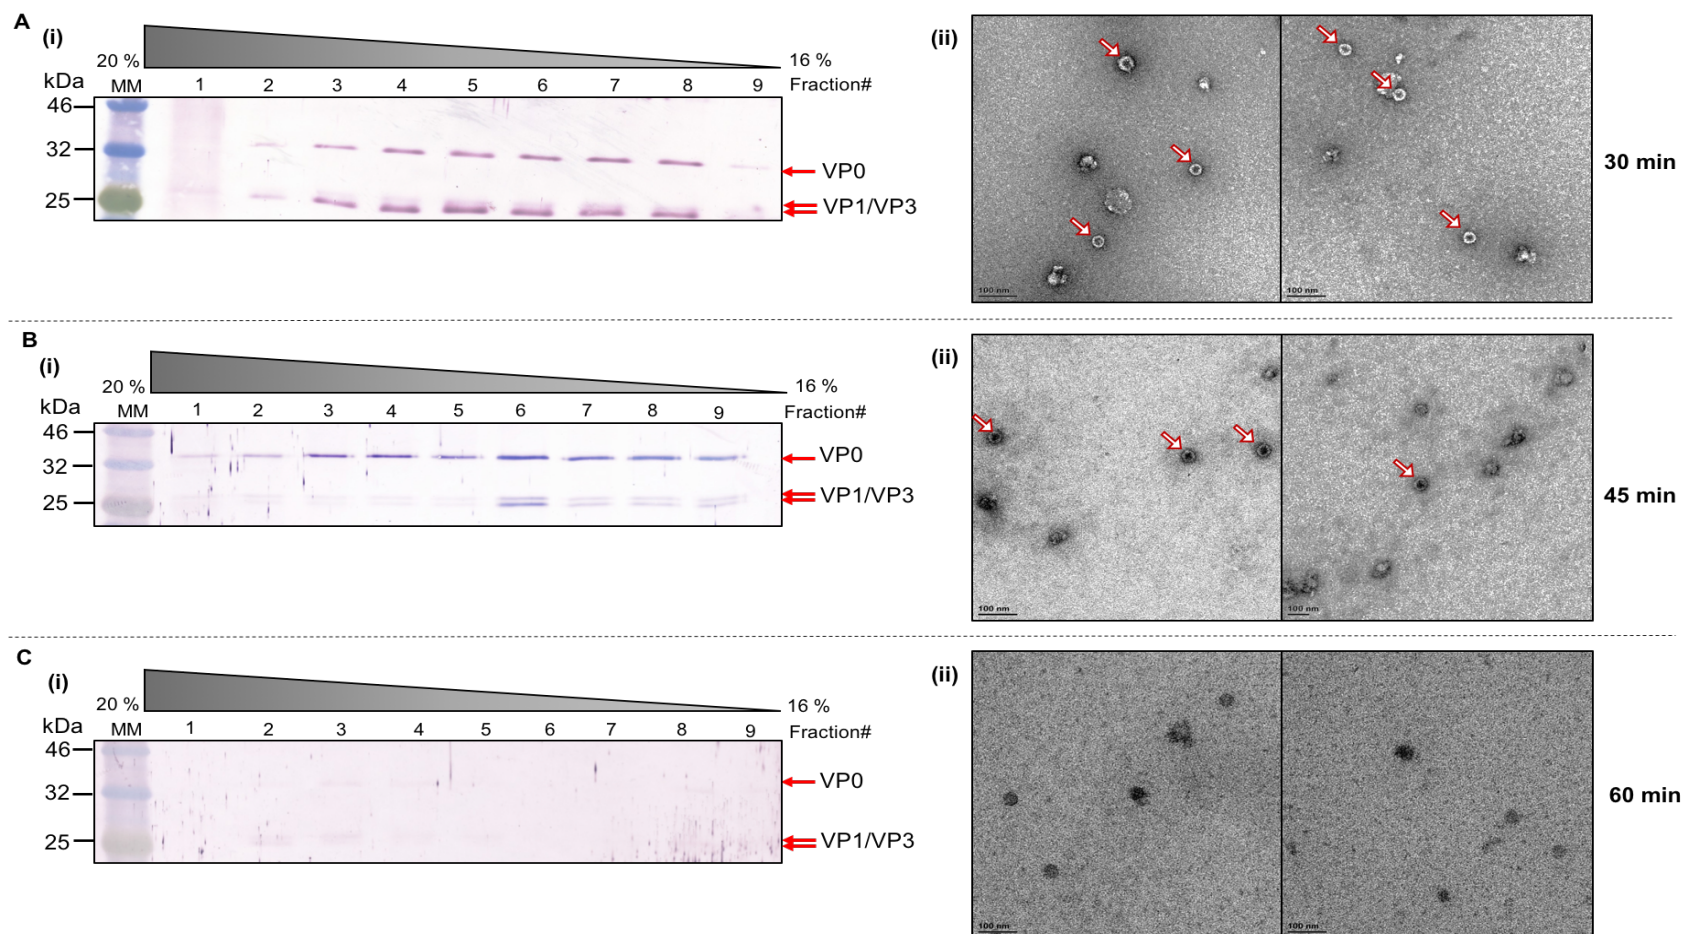 A
(i)
20 %
16 %
kDa
MM
1 2 3 4 5 6 7 8 9
Fraction#
46
32
25
VP0
VP1/VP3
(ii)
100 nm
100 nm
30 min
B
(i)
20 %
16 %
kDa
MM
1 2 3 4 5 6 7 8 9
Fraction#
46
32
25
VP0
VP1/VP3
(ii)
100 nm
100 nm
45 min
C
(i)
20 %
16 %
kDa
MM
1 2 3 4 5 6 7 8 9
Fraction#
46
32
25
VP0
VP1/VP3
(ii)
100 nm
100 nm
60 min